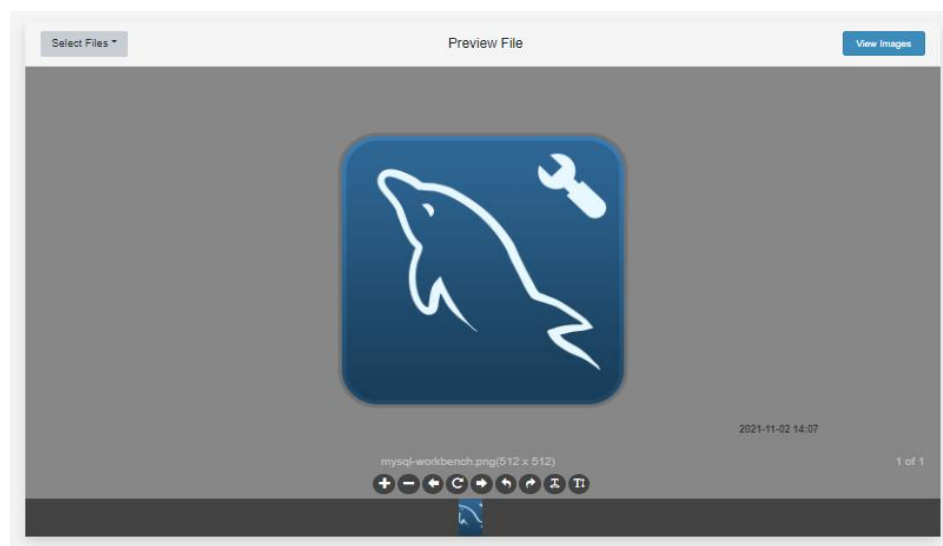 Select Files
Preview File
View Images
2021-11-02 14:07
mysql-workbench.png(512 x 512)
1 of 1